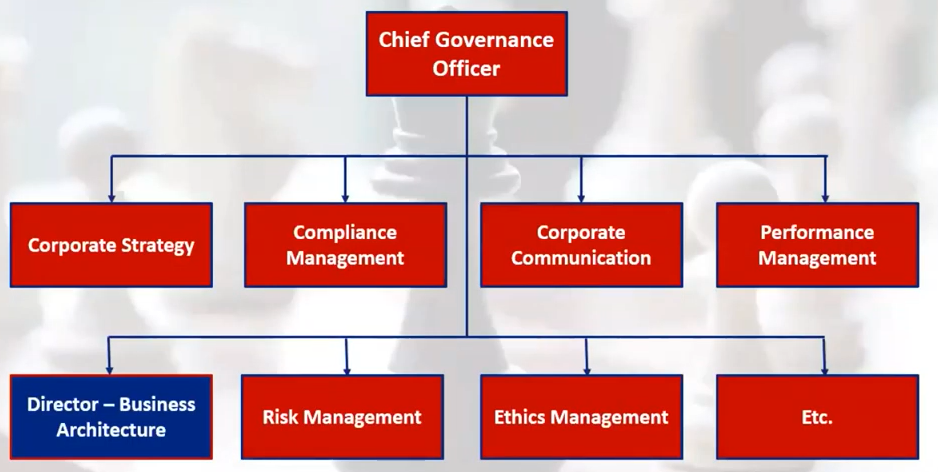 Chief Governance
Officer
Corporate Strategy
Compliance
Management
Corporate
Communication
Performance
Management
Director – Business
Architecture
Risk Management
Ethics Management
Etc.